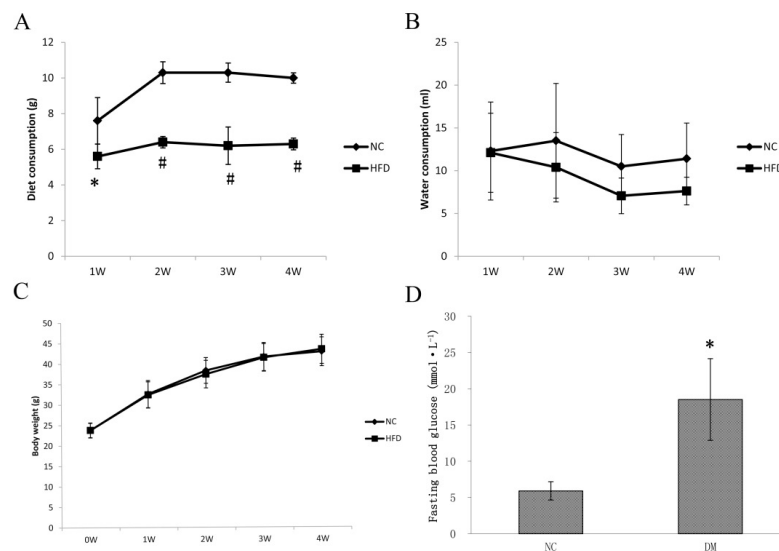 A
Diet consumption (g)
12
10
8
6
4
2
0
1W 2W 3W 4W
* # # #
NC
HFD
B
Water consumption (ml)
25
20
15
10
5
0
1W 2W 3W 4W
NC
HFD
C
Body weight (g)
50
45
40
35
30
25
20
15
10
5
0
0W 1W 2W 3W 4W
NC
HFD
D
Fasting blood glucose (mmol·L⁻¹)
30
25
20
15
10
5
0
*
NC DM